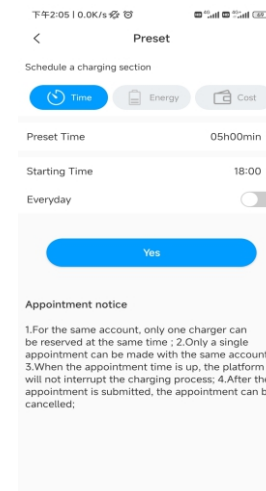 下午2:05 | 0.0K/s
Preset
Schedule a charging section
Time Energy Cost
Preset Time 05h00min
Starting Time 18:00
Everyday
Yes
Appointment notice
1.For the same account, only one charger can
be reserved at the same time ; 2.Only a single
appointment can be made with the same account
3.When the appointment time is up, the platform
will not interrupt the charging process; 4.After the
appointment is submitted, the appointment can b
cancelled;